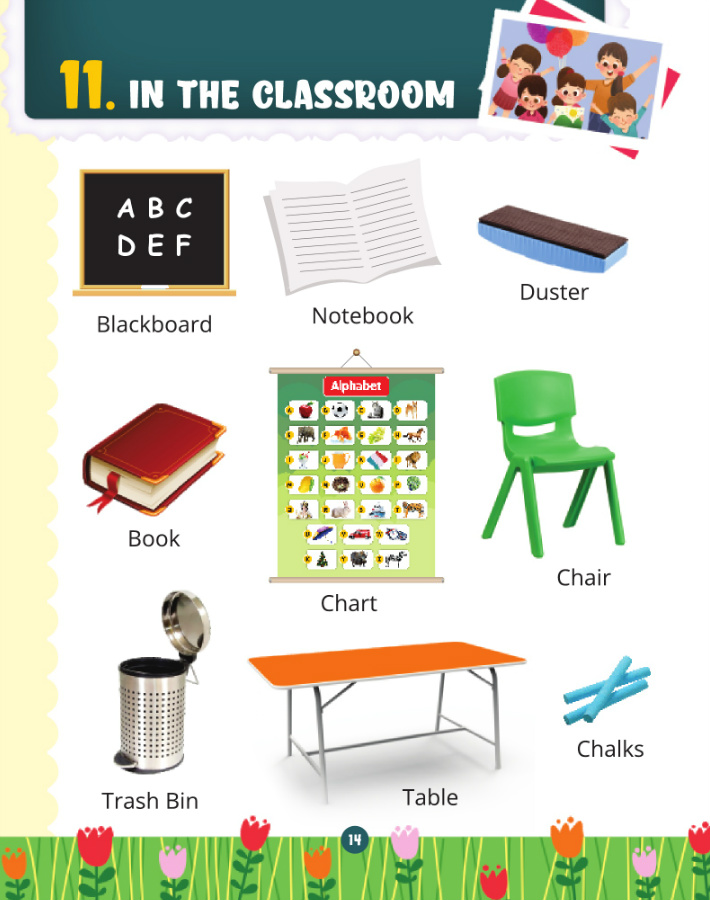 11. IN THE CLASSROOM
A B C
D E F
Blackboard
Notebook
Duster
Alphabet
Book
Chart
Chair
Trash Bin
Table
Chalks
14